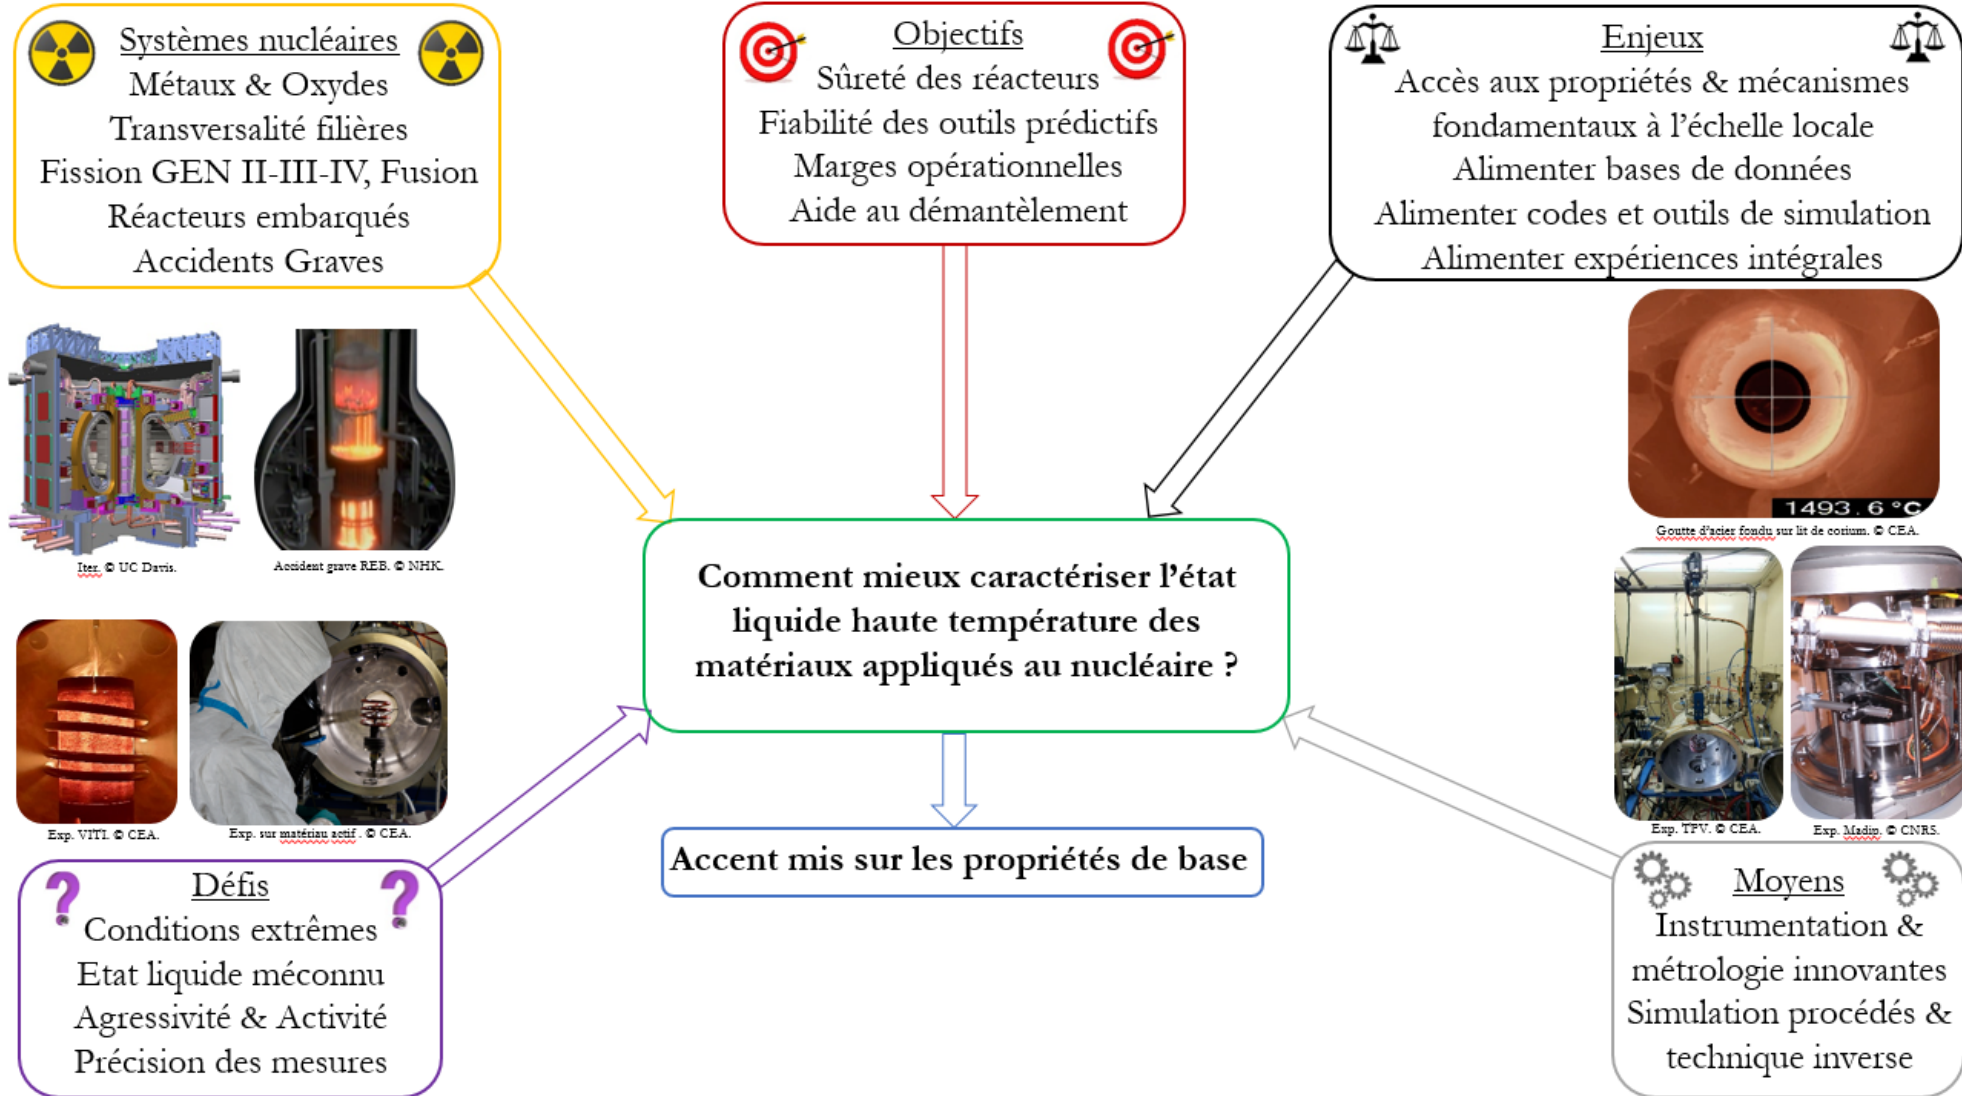 Systèmes nucléaires
Métaux & Oxydes
Transversalité filières
Fission GEN II-III-IV, Fusion
Réacteurs embarqués
Accidents Graves
Objectifs
Sûreté des réacteurs
Fiabilité des outils prédictifs
Marges opérationnelles
Aide au démantèlement
Enjeux
Accès aux propriétés & mécanismes
fondamentaux à l'échelle locale
Alimenter bases de données
Alimenter codes et outils de simulation
Alimenter expériences intégrales
1493.6 °C
Goutte d'acier fondu sur lit de corium. © CEA.
Iter. © UC Davis.
Accident grave REB. © NHK.
Comment mieux caractériser l'état
liquide haute température des
matériaux appliqués au nucléaire ?
Exp. VITI. © CEA.
Exp. sur matériau actif . © CEA.
Exp. TPV. © CEA.
Exp. Madip. © CNRS.
Accent mis sur les propriétés de base
Défis
Conditions extrêmes
Etat liquide méconnu
Agressivité & Activité
Précision des mesures
Moyens
Instrumentation &
métrologie innovantes
Simulation procédés &
technique inverse